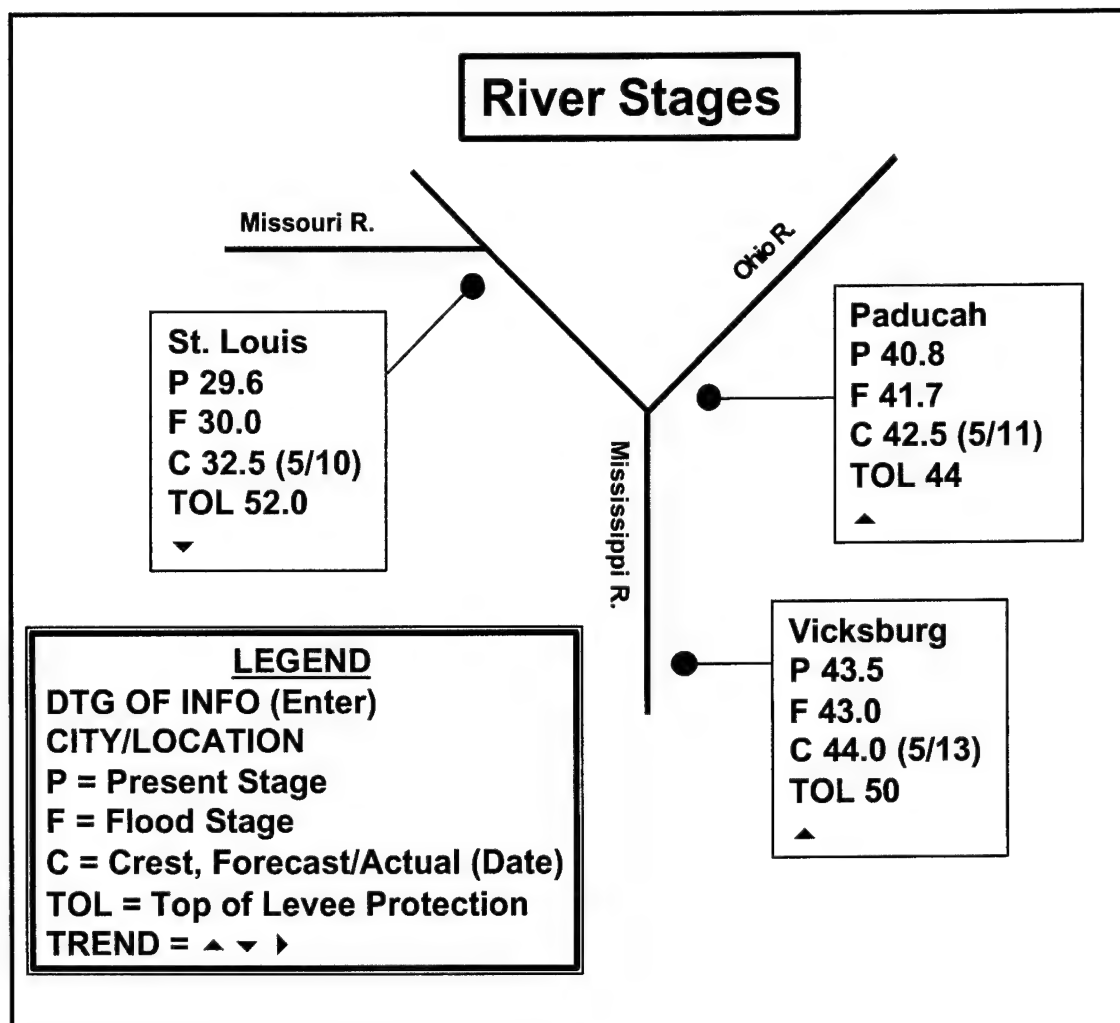 River Stages
Missouri R.
Ohio R.
St. Louis
P 29.6
F 30.0
C 32.5 (5/10)
TOL 52.0
▼
Paducah
P 40.8
F 41.7
C 42.5 (5/11)
TOL 44
▲
Mississippi R.
Vicksburg
P 43.5
F 43.0
C 44.0 (5/13)
TOL 50
▲
LEGEND
DTG OF INFO (Enter)
CITY/LOCATION
P = Present Stage
F = Flood Stage
C = Crest, Forecast/Actual (Date)
TOL = Top of Levee Protection
TREND = ▲ ▼ ▶